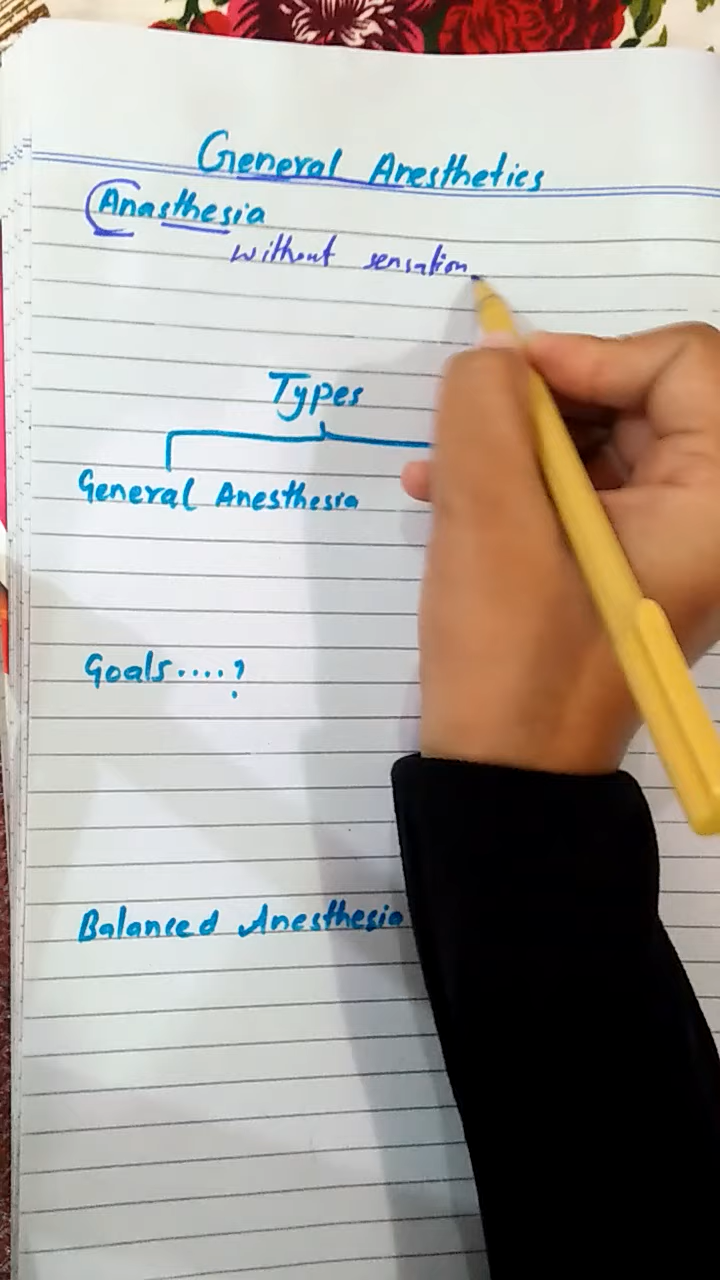 General Anesthetics
Anasthesia
without sensation
Types
General Anesthesia
Goals....?
Balanced Anesthesia